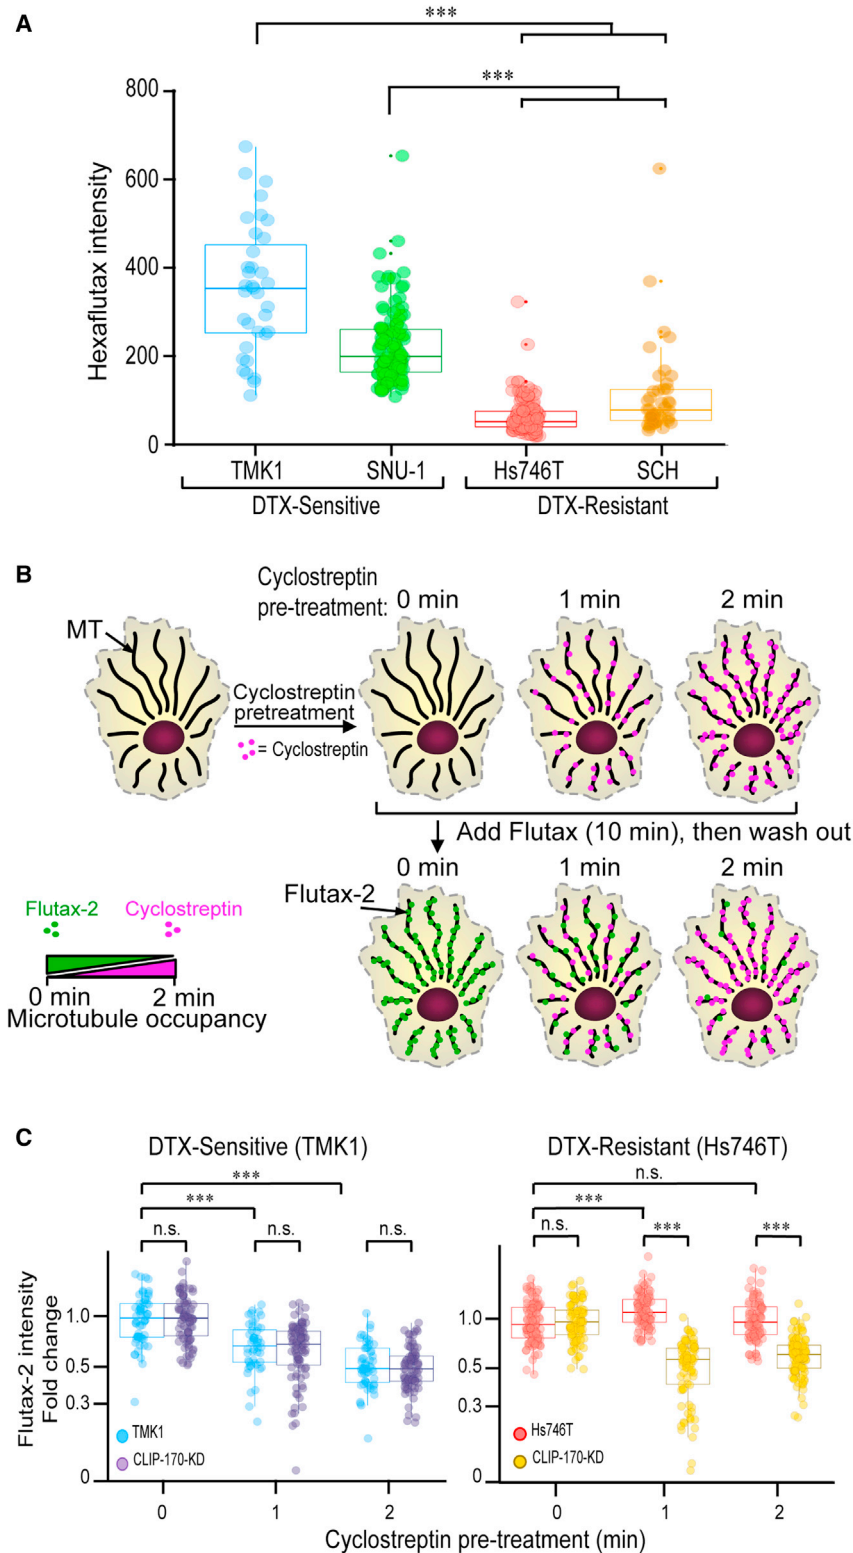 A
***
***
800
600
400
200
0
Hexaflutax intensity
TMK1 SNU-1 Hs746T SCH
DTX-Sensitive DTX-Resistant
B
Cyclostreptin
pre-treatment: 0 min 1 min 2 min
MT
Cyclostreptin
pretreatment
= Cyclostreptin
Add Flutax (10 min), then wash out
0 min 1 min 2 min
Flutax-2
Flutax-2 Cyclostreptin
0 min 2 min
Microtubule occupancy
C
DTX-Sensitive (TMK1) DTX-Resistant (Hs746T)
*** n.s.
*** ***
n.s. n.s. n.s. n.s. *** ***
Flutax-2 intensity
Fold change
1.0 1.0
0.5 0.5
0.3 0.3
0 0
TMK1
CLIP-170-KD
Hs746T
CLIP-170-KD
0 1 2 0 1 2
Cyclostreptin pre-treatment (min)